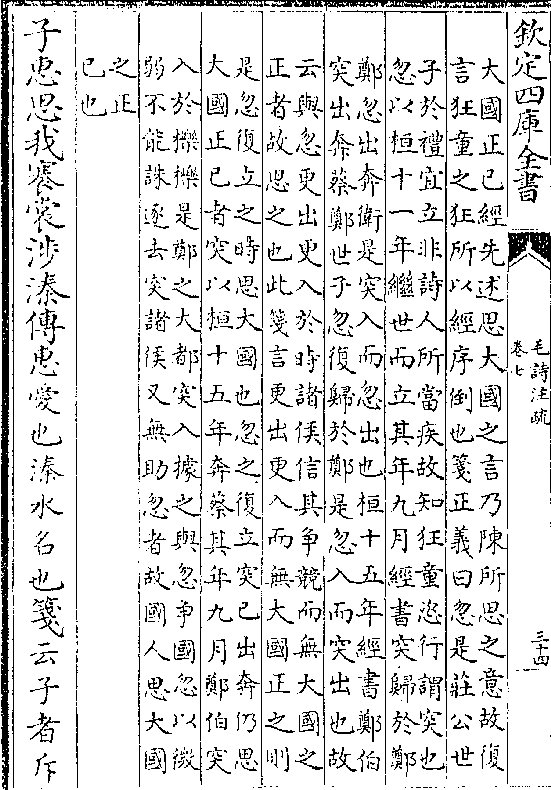 欽定四庫全書
毛詩注疏
卷七
三十四
大國正已經先述思大國之言乃陳所思之意故復
言狂童之狂所以經序倒也箋正義曰忽是莊公世
子於禮宜立非詩人所當疾故知狂童恣行謂突也
忽以桓十一年繼世而立其年九月經書突歸於鄭
鄭忽出奔衛是突入而忽出也桓十五年經書鄭伯
突出奔蔡鄭世子忽復歸於鄭是忽入而突出也故
云與忽更出更入於時諸侯信其争競而無大國之
正者故思之也此箋言更出更入而無大國正之則
是忽復立之時思大國也忽之復立突已出奔仍思
大國正已者突以桓十五年奔蔡其年九月鄭伯突
入於櫟櫟是鄭之大都突入據之與忽争國忽以微
弱不能誅逐去突諸侯又無助忽者故國人思大國
之正
已也
子惠思我褰裳涉溱傳惠愛也溱水名也箋云子者斥